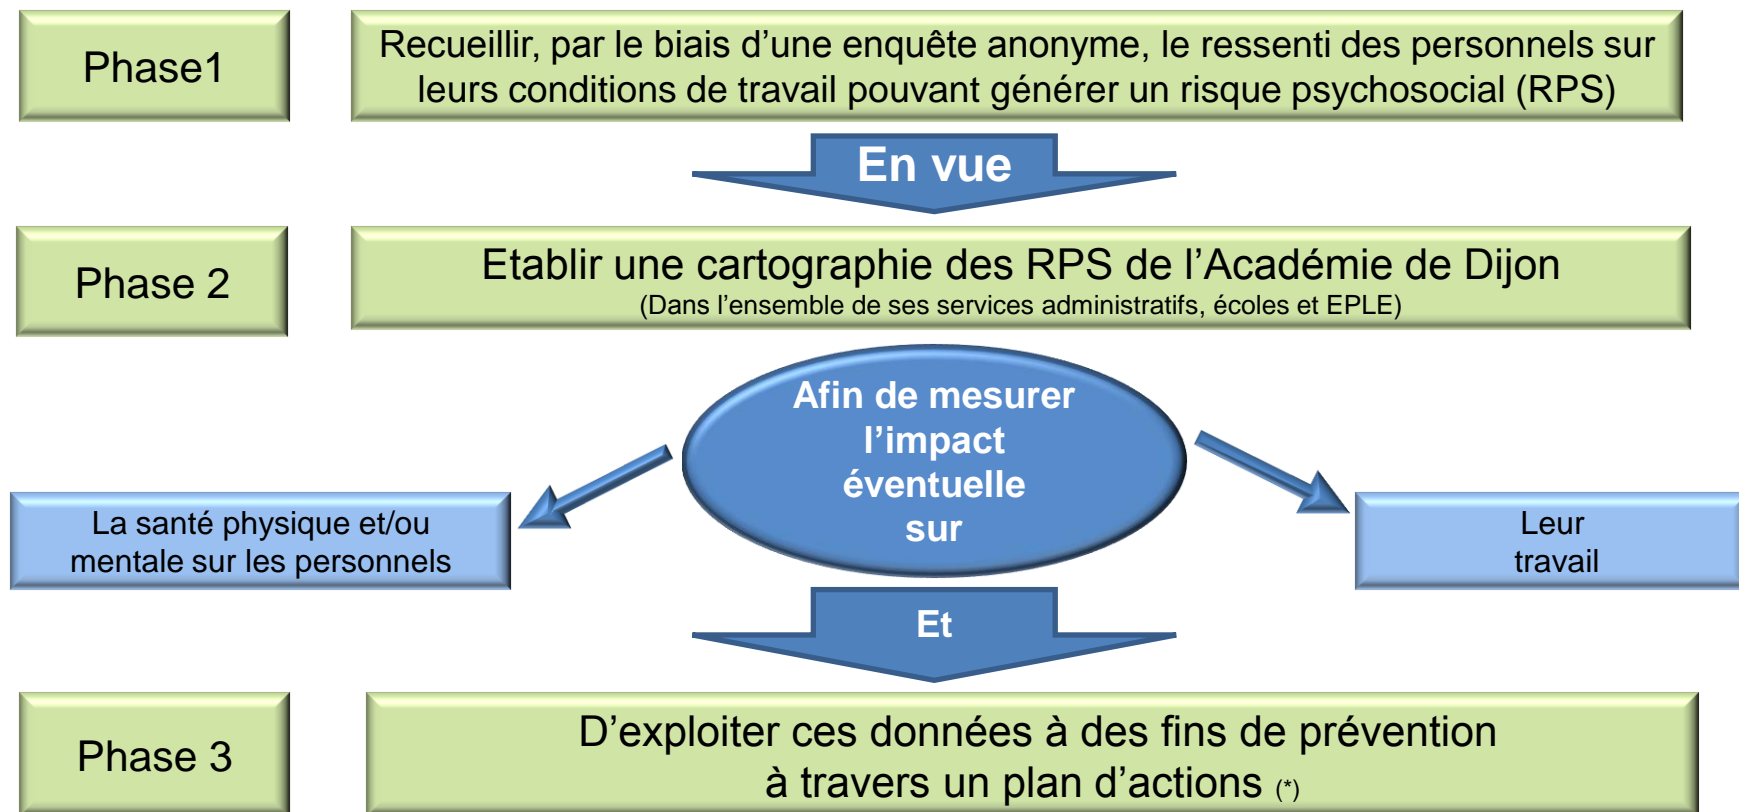 Phase1
Recueillir, par le biais d’une enquête anonyme, le ressenti des personnels sur
leurs conditions de travail pouvant générer un risque psychosocial (RPS)
En vue
Phase 2
Etablir une cartographie des RPS de l’Académie de Dijon
(Dans l’ensemble de ses services administratifs, écoles et EPLE)
Afin de mesurer
l’impact
éventuelle
sur
La santé physique et/ou
mentale sur les personnels
Leur
travail
Et
Phase 3
D’exploiter ces données à des fins de prévention
à travers un plan d’actions (*)